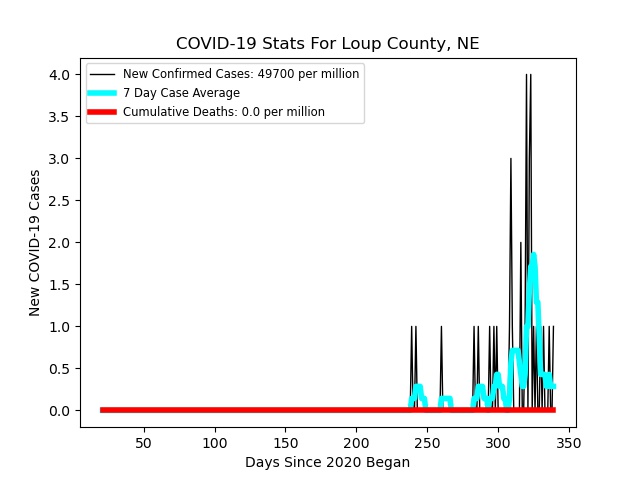 COVID-19 Stats For Loup County, NE
New Confirmed Cases: 49700 per million
7 Day Case Average
Cumulative Deaths: 0.0 per million
New COVID-19 Cases
4.0
3.5
3.0
2.5
2.0
1.5
1.0
0.5
0.0
50 100 150 200 250 300 350
Days Since 2020 Began